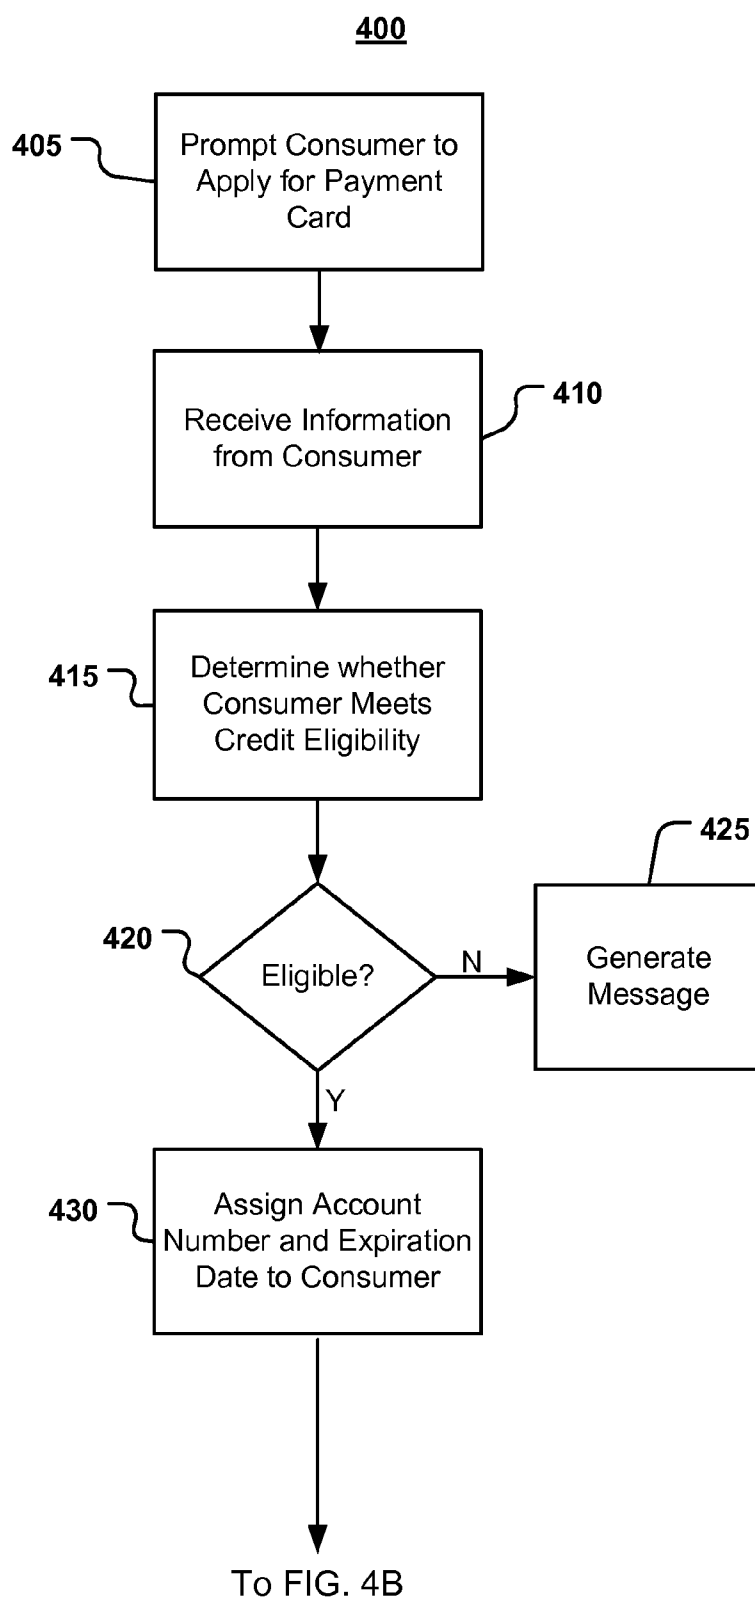 400
405
Prompt Consumer to
Apply for Payment
Card
410
Receive Information
from Consumer
415
Determine whether
Consumer Meets
Credit Eligibility
425
420
Eligible?
N
Generate
Message
Y
430
Assign Account
Number and Expiration
Date to Consumer
To FIG. 4B